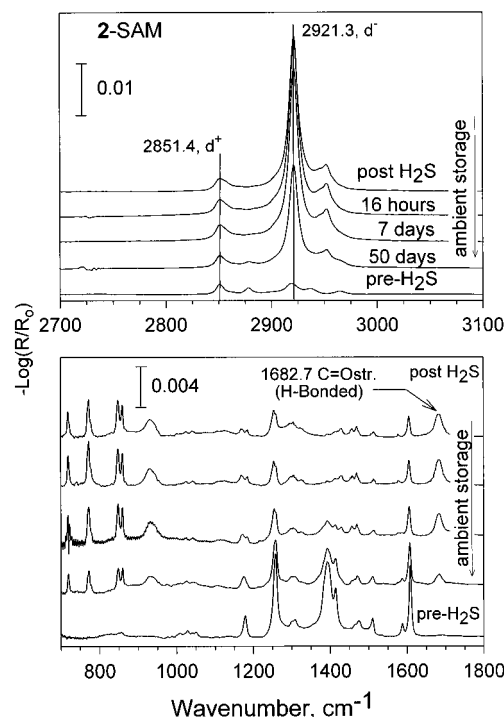 2-SAM
2921.3, d-
0.01
2851.4, d+
post H2S
16 hours
7 days
50 days
pre-H2S
ambient storage
2700 2800 2900 3000 3100
-Log(R/Ro)
0.004
1682.7 C=Ostr.
(H-Bonded)
post H2S
ambient storage
pre-H2S
800 1000 1200 1400 1600 1800
Wavenumber, cm-1